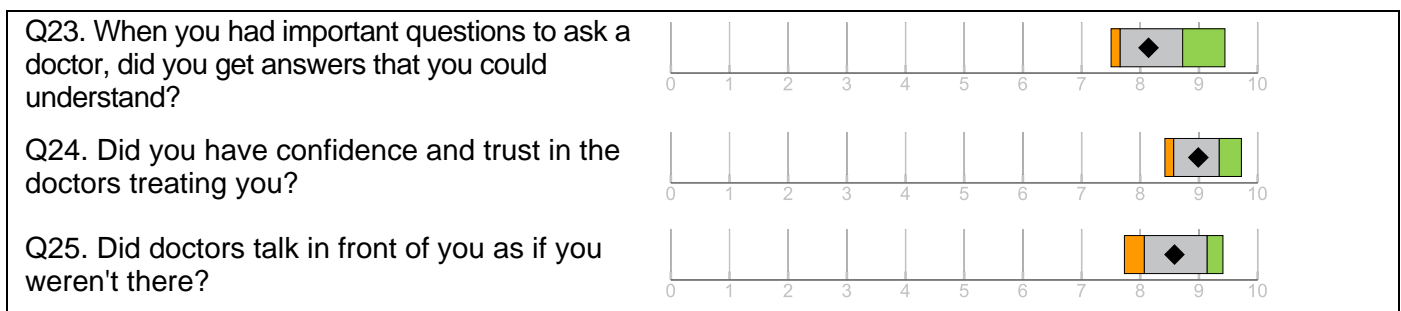 Q23. When you had important questions to ask a
doctor, did you get answers that you could
understand?
0 1 2 3 4 5 6 7 8 9 10
Q24. Did you have confidence and trust in the
doctors treating you?
0 1 2 3 4 5 6 7 8 9 10
Q25. Did doctors talk in front of you as if you
weren't there?
0 1 2 3 4 5 6 7 8 9 10